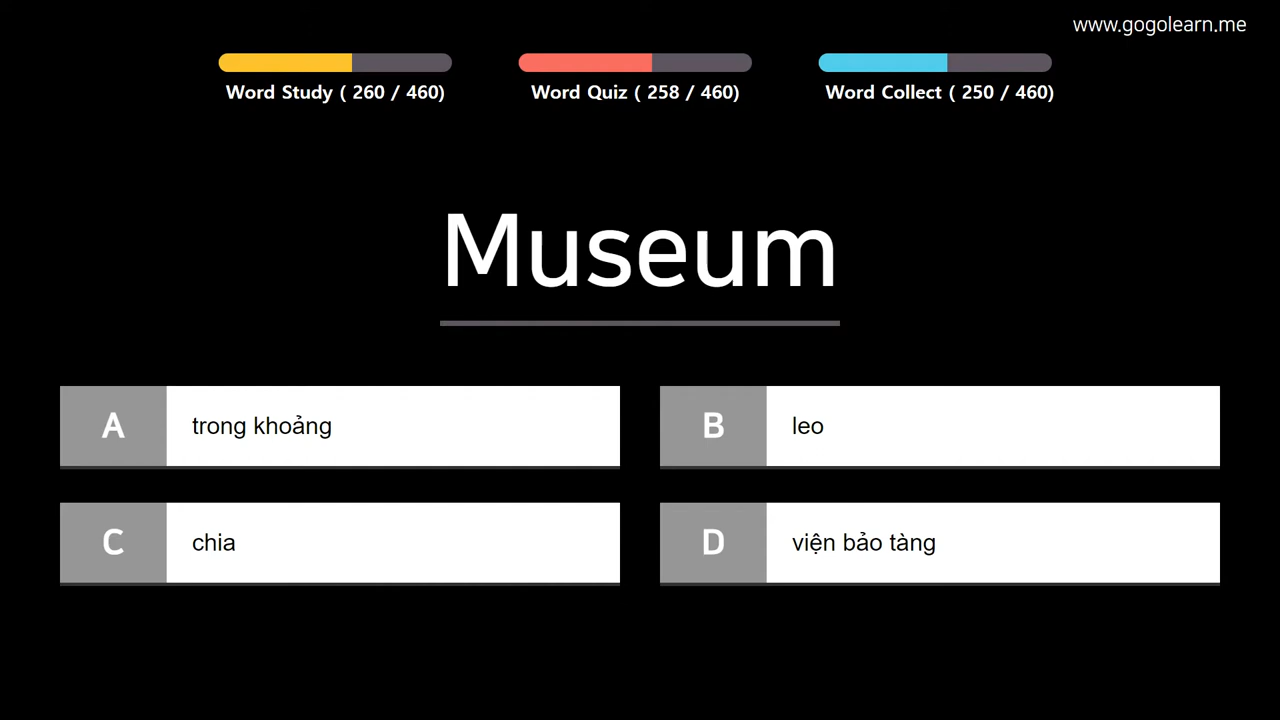 www.gogolearn.me
Word Study ( 260 / 460)
Word Quiz ( 258 / 460)
Word Collect ( 250 / 460)
Museum
A trong khoảng
B leo
C chia
D viện bảo tàng